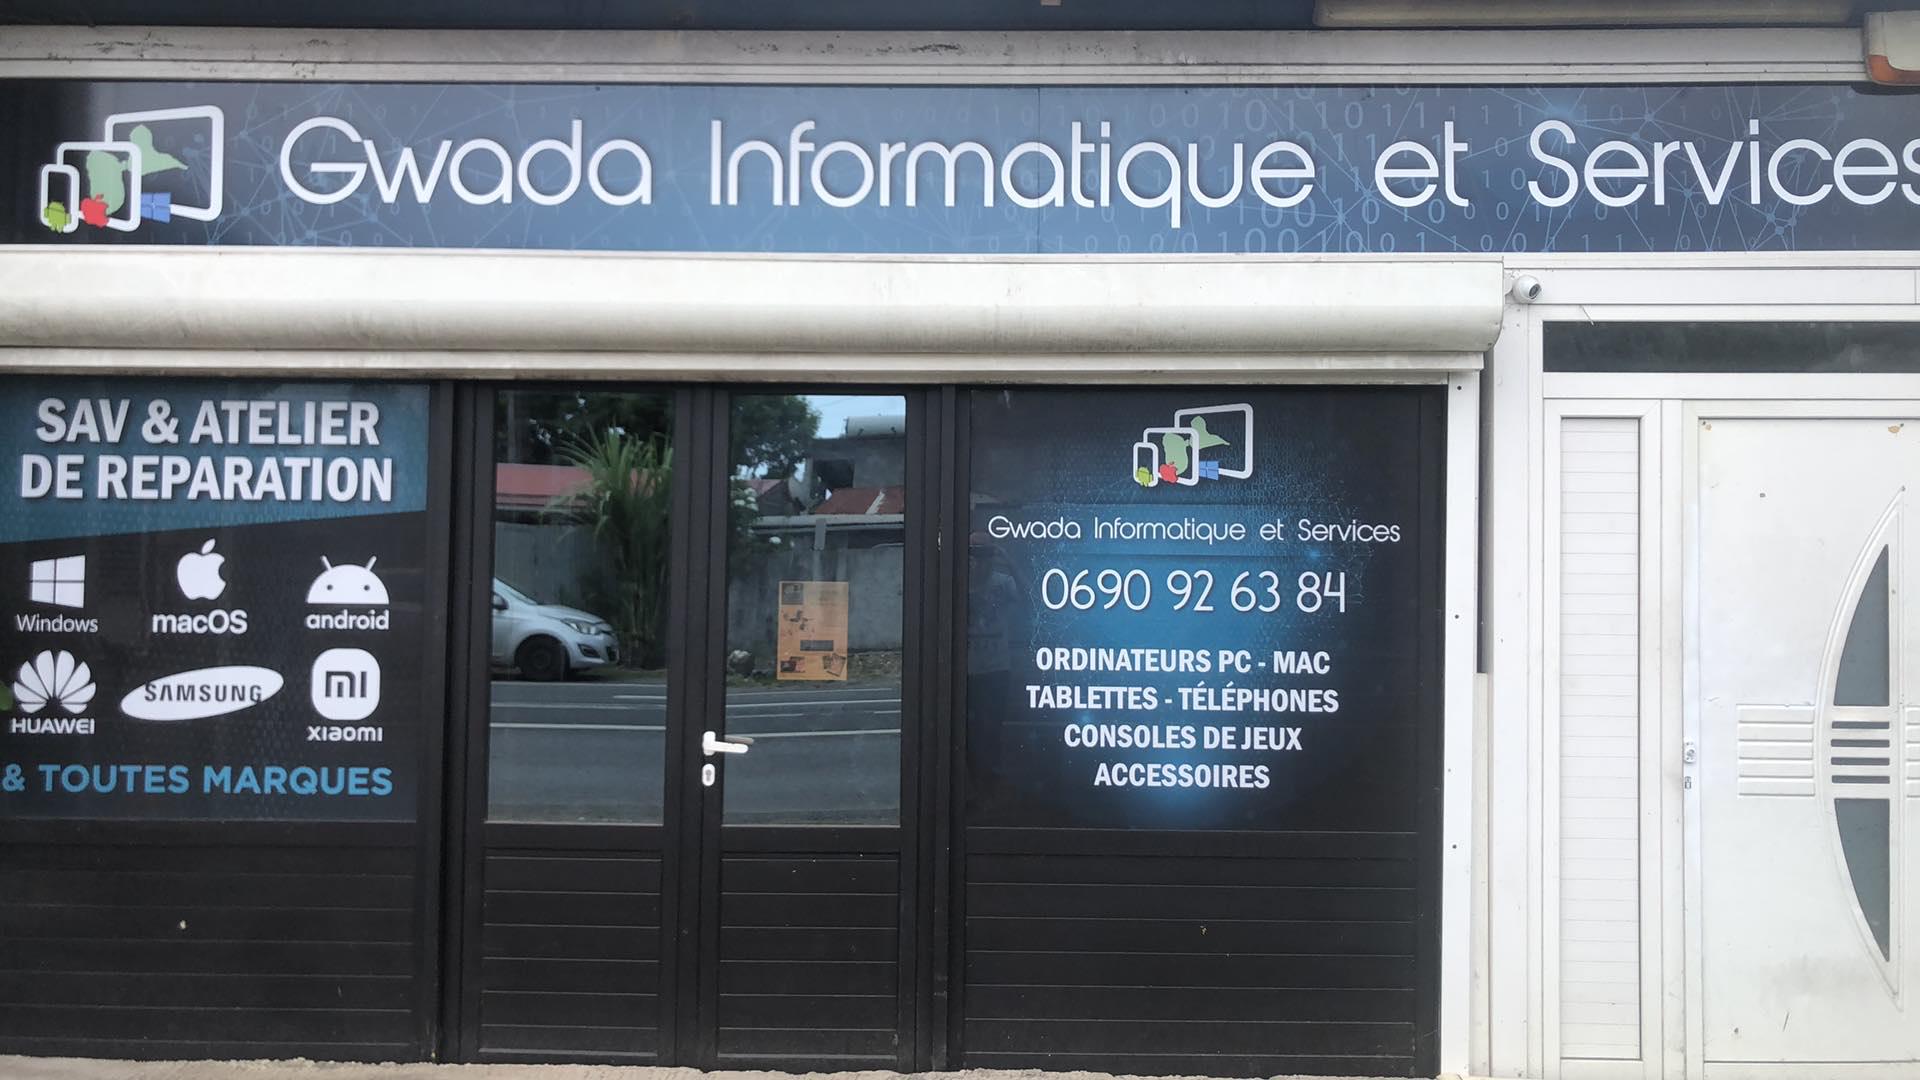 Gwada Informatique et Services
SAV & ATELIER
DE REPARATION
Windows
macOS
android
HUAWEI
SAMSUNG
mi
xiaomi
& TOUTES MARQUES
Gwada Informatique et Services
0690 92 63 84
ORDINATEURS PC - MAC
TABLETTES - TÉLÉPHONES
CONSOLES DE JEUX
ACCESSOIRES